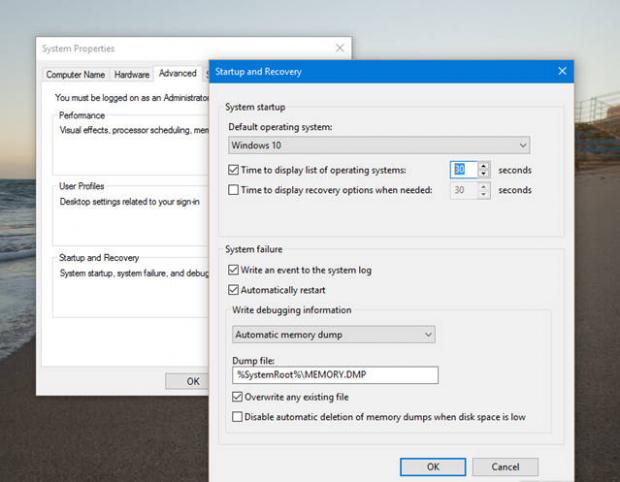 System Properties
Computer Name Hardware Advanced
You must be logged on as an Administrator
Performance
Visual effects, processor scheduling,
User Profiles
Desktop settings related to your sign-in
Startup and Recovery
System startup, system failure, and
OK
Startup and Recovery
System startup
Default operating system:
Windows 10
Time to display list of operating systems: 30 seconds
Time to display recovery options when needed: 30 seconds
System failure
Write an event to the system log
Automatically restart
Write debugging information
Automatic memory dump
Dump file:
%SystemRoot%\MEMORY.DMP
Overwrite any existing file
Disable automatic deletion of memory dumps when disk space is low
OK Cancel